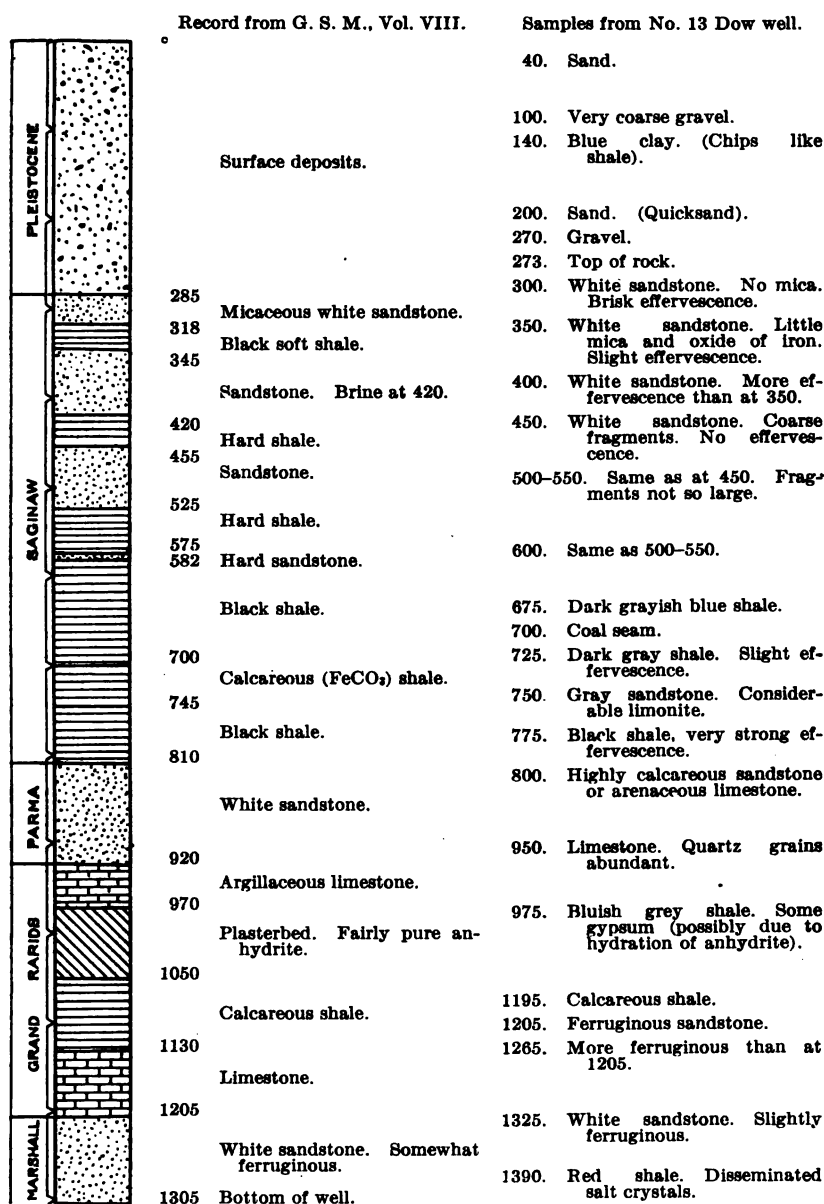 Record from G. S. M., Vol. VIII.
0
Surface deposits.
285
Micaceous white sandstone.
318
Black soft shale.
345
Sandstone. Brine at 420.
420
Hard shale.
455
Sandstone.
525
Hard shale.
575
582 Hard sandstone.
Black shale.
700
Calcareous (FeCO₃) shale.
745
Black shale.
810
White sandstone.
920
Argillaceous limestone.
970
Plasterbed. Fairly pure an-
hydrite.
1050
Calcareous shale.
1130
Limestone.
1205
White sandstone. Somewhat
ferruginous.
1305 Bottom of well.
Samples from No. 13 Dow well.
40. Sand.
100. Very coarse gravel.
140. Blue clay. (Chips like
shale).
200. Sand. (Quicksand).
270. Gravel.
273. Top of rock.
300. White sandstone. No mica.
Brisk effervescence.
350. White sandstone. Little
mica and oxide of iron.
Slight effervescence.
400. White sandstone. More ef-
fervescence than at 350.
450. White sandstone. Coarse
fragments. No efferves-
cence.
500–550. Same as at 450. Frag-
ments not so large.
600. Same as 500–550.
675. Dark grayish blue shale.
700. Coal seam.
725. Dark gray shale. Slight ef-
fervescence.
750. Gray sandstone. Consider-
able limonite.
775. Black shale, very strong ef-
fervescence.
800. Highly calcareous sandstone
or arenaceous limestone.
950. Limestone. Quartz grains
abundant.
975. Bluish grey shale. Some
gypsum (possibly due to
hydration of anhydrite).
1195. Calcareous shale.
1205. Ferruginous sandstone.
1265. More ferruginous than at
1205.
1325. White sandstone. Slightly
ferruginous.
1390. Red shale. Disseminated
salt crystals.
PLEISTOCENE
SAGINAW
PARMA
GRAND RARIDS
MARSHALL